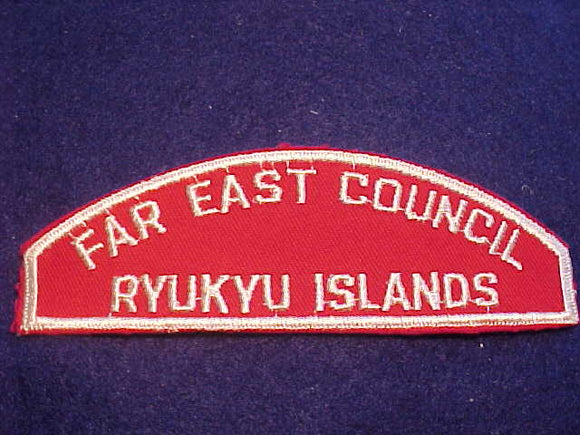 FAR EAST COUNCIL
RYUKYU ISLANDS